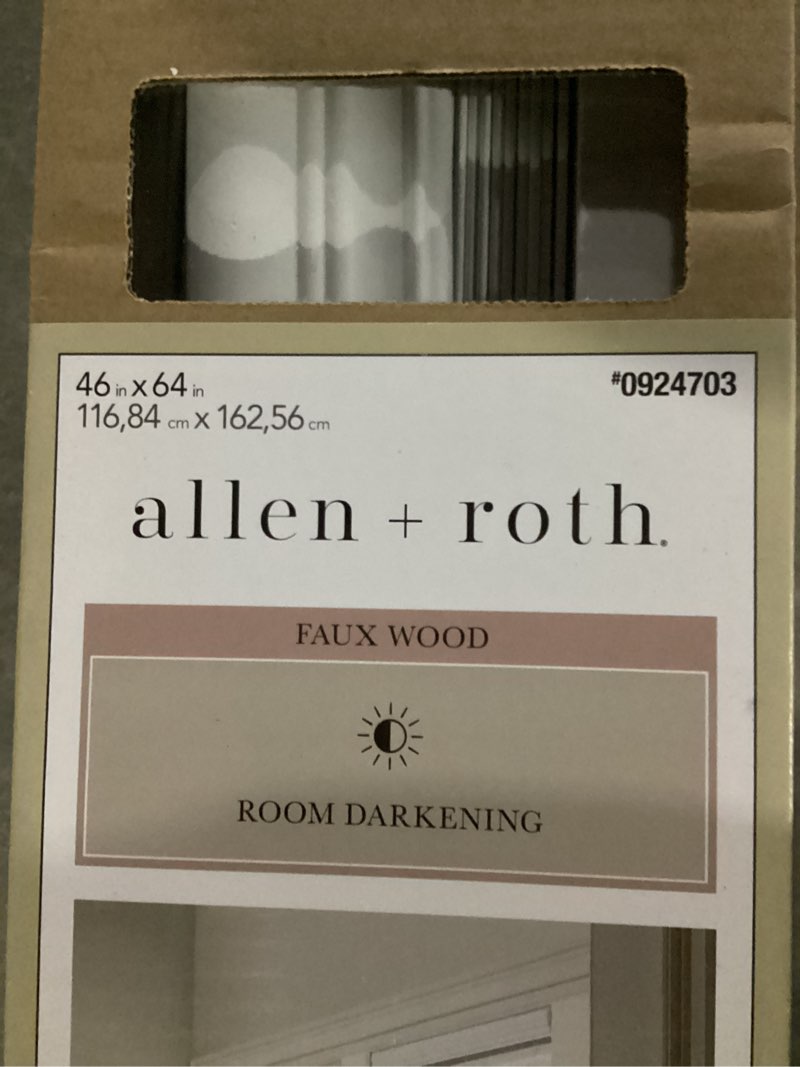 46 in x 64 in #0924703
116,84 cm x 162,56 cm
allen + roth®
FAUX WOOD
ROOM DARKENING